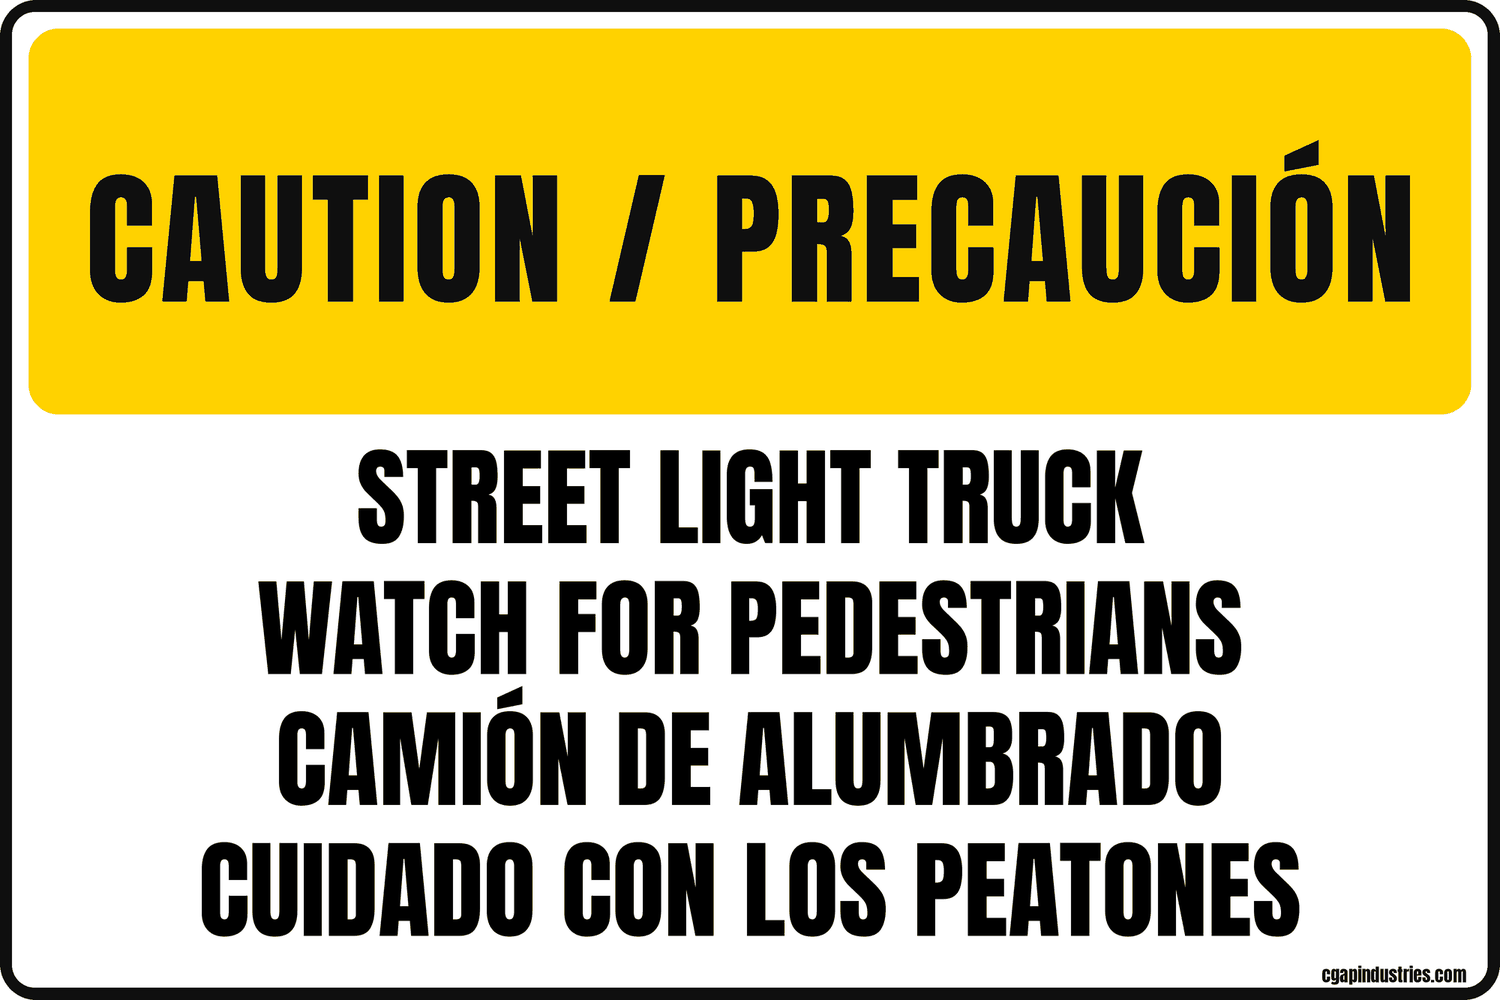 CAUTION / PRECAUCIÓN
STREET LIGHT TRUCK
WATCH FOR PEDESTRIANS
CAMIÓN DE ALUMBRADO
CUIDADO CON LOS PEATONES
cgapindustries.com